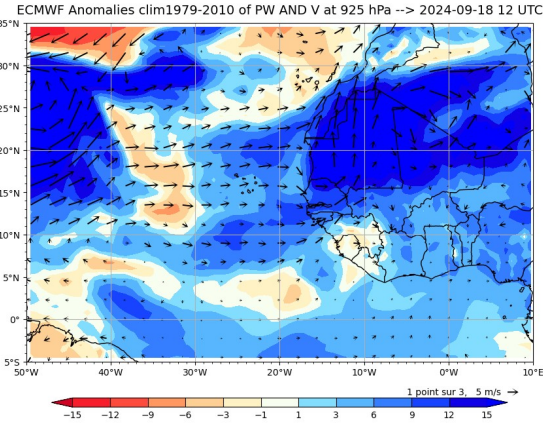 ECMWF Anomalies clim1979-2010 of PW AND V at 925 hPa --> 2024-09-18 12 UTC
35°N
30°N
25°N
20°N
15°N
10°N
5°N
0°
5°S
50°W 40°W 30°W 20°W 10°W 0°W 10°E
1 point sur 3, 5 m/s
−15 −12 −9 −6 −3 −1 1 3 6 9 12 15